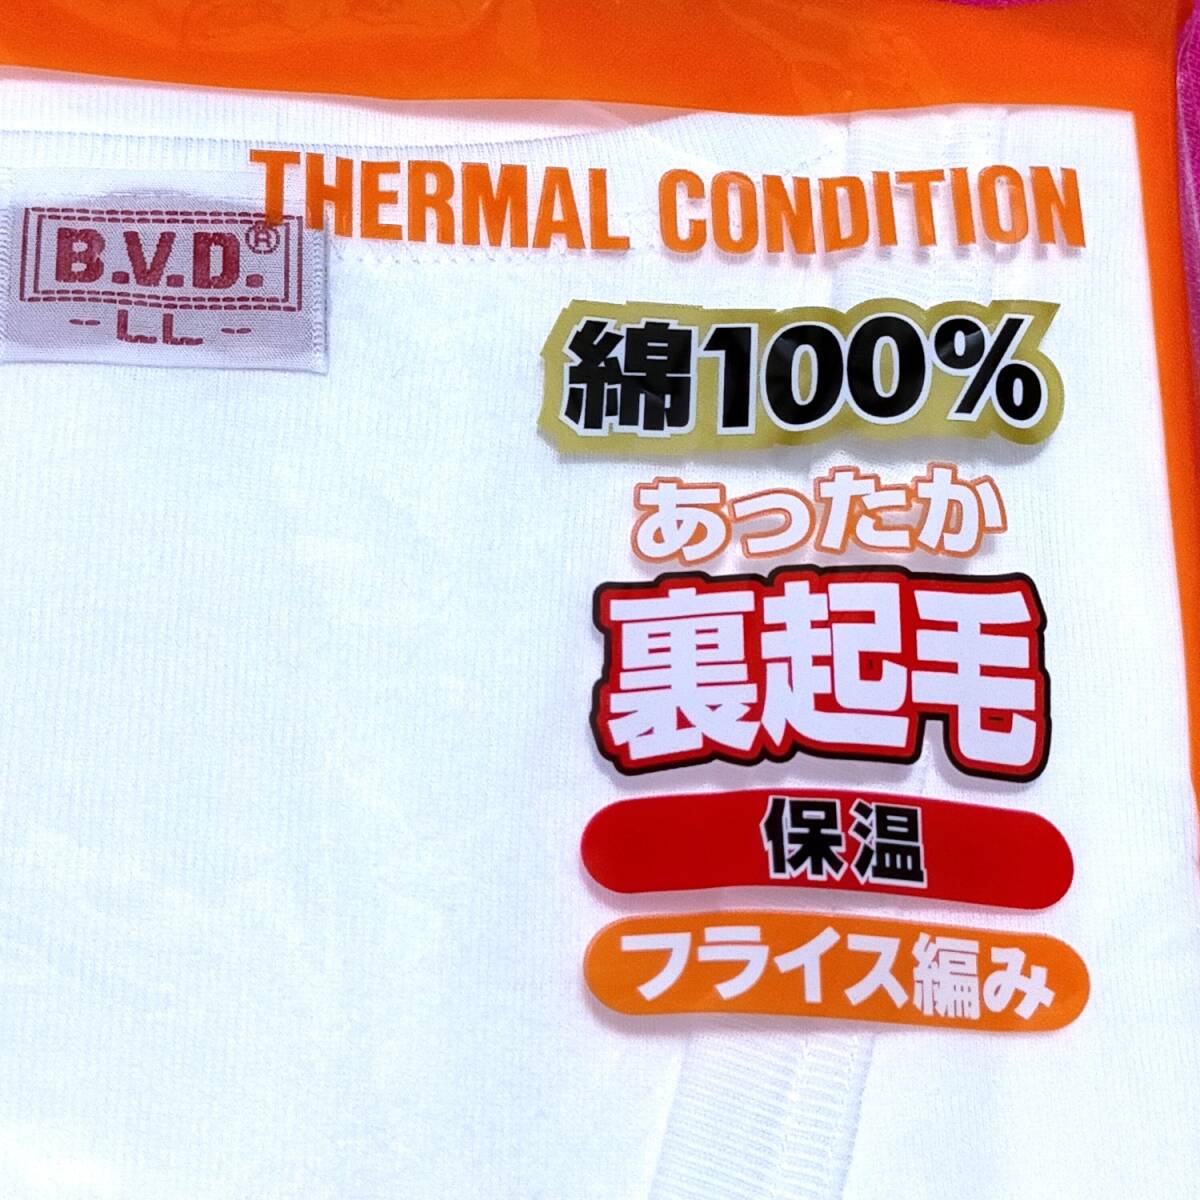 THERMAL CONDITION
B.V.D.®
- LL -
綿100%
あったか
裏起毛
保温
フライス編み